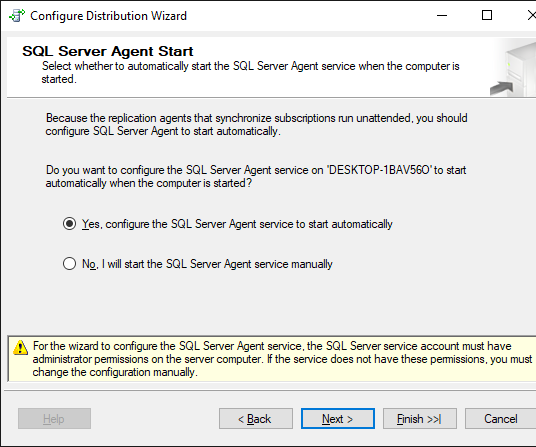 Configure Distribution Wizard
SQL Server Agent Start
Select whether to automatically start the SQL Server Agent service when the computer is
started.
Because the replication agents that synchronize subscriptions run unattended, you should
configure SQL Server Agent to start automatically.
Do you want to configure the SQL Server Agent service on 'DESKTOP-1BAV56O' to start
automatically when the computer is started?
Yes, configure the SQL Server Agent service to start automatically
No, I will start the SQL Server Agent service manually
For the wizard to configure the SQL Server Agent service, the SQL Server service account must have
administrator permissions on the server computer. If the service does not have these permissions, you must
change the configuration manually.
Help
< Back
Next >
Finish >>|
Cancel